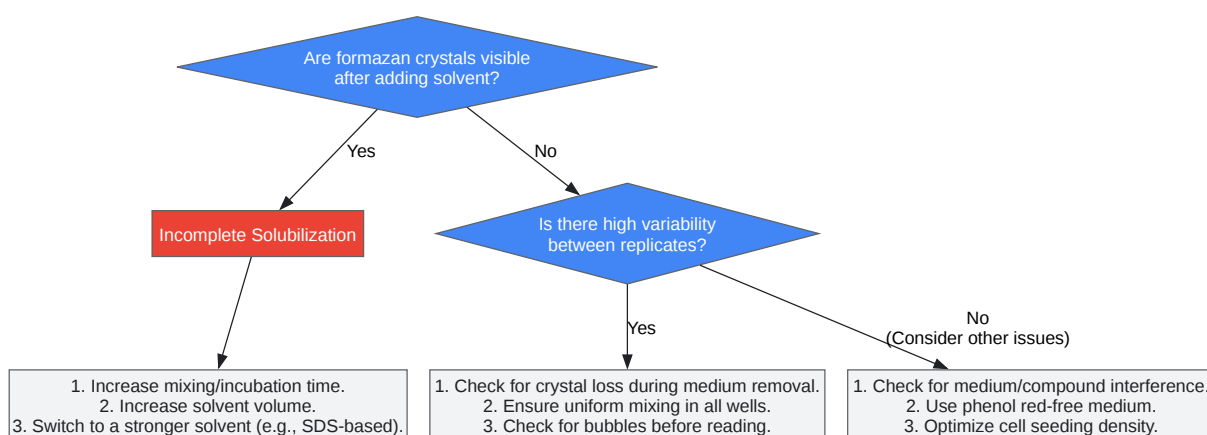 Are formazan crystals visible
after adding solvent?
Yes
No
Incomplete Solubilization
Is there high variability
between replicates?
Yes
No
(Consider other issues)
1. Increase mixing/incubation time.
2. Increase solvent volume.
3. Switch to a stronger solvent (e.g., SDS-based).
1. Check for crystal loss during medium removal.
2. Ensure uniform mixing in all wells.
3. Check for bubbles before reading.
1. Check for medium/compound interference.
2. Use phenol red-free medium.
3. Optimize cell seeding density.